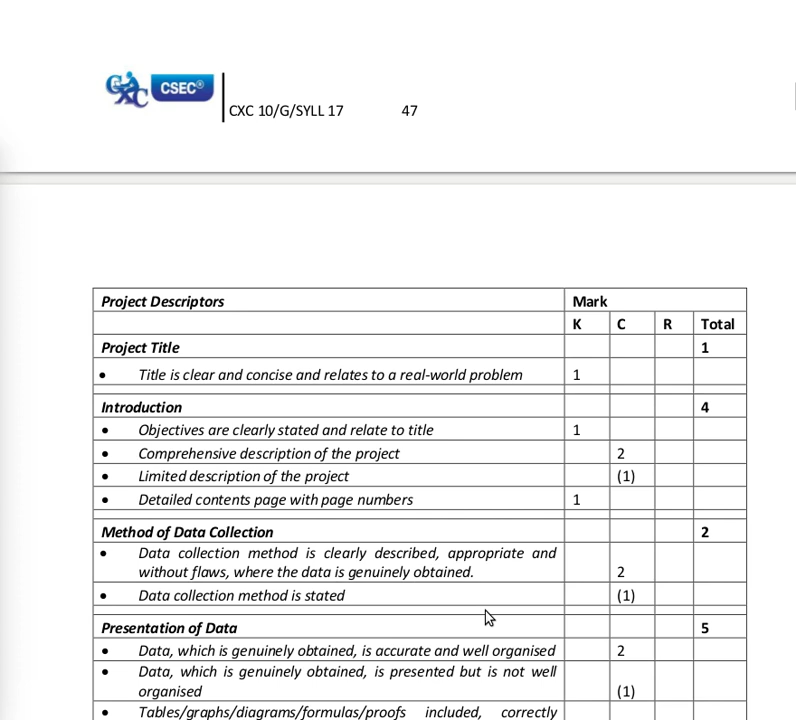 CXC CSEC®
CXC 10/G/SYLL 17 47
Project Descriptors Mark
K C R Total
Project Title 1
• Title is clear and concise and relates to a real-world problem 1
Introduction 4
• Objectives are clearly stated and relate to title 1
• Comprehensive description of the project 2
• Limited description of the project (1)
• Detailed contents page with page numbers 1
Method of Data Collection 2
• Data collection method is clearly described, appropriate and
without flaws, where the data is genuinely obtained. 2
• Data collection method is stated (1)
Presentation of Data 5
• Data, which is genuinely obtained, is accurate and well organised 2
• Data, which is genuinely obtained, is presented but is not well
organised (1)
• Tables/graphs/diagrams/formulas/proofs included, correctly